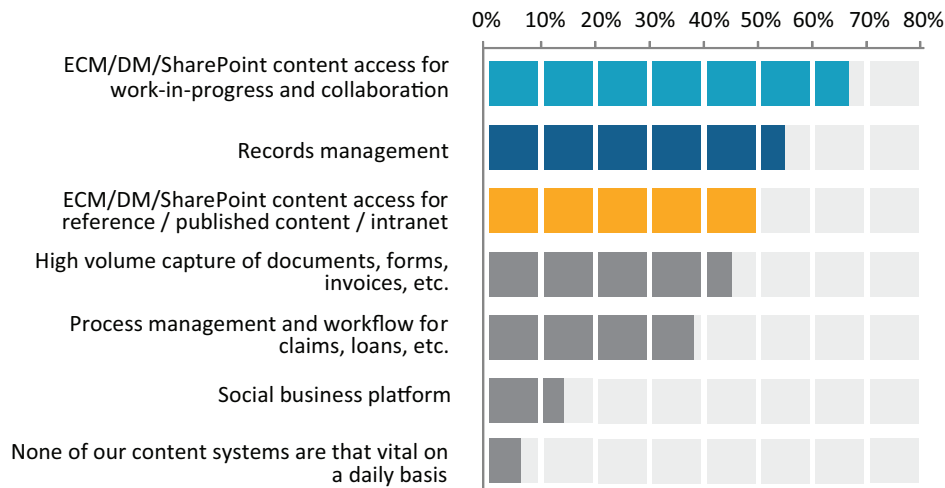 0% 10% 20% 30% 40% 50% 60% 70% 80%
ECM/DM/SharePoint content access for
work-in-progress and collaboration
Records management
ECM/DM/SharePoint content access for
reference / published content / intranet
High volume capture of documents, forms,
invoices, etc.
Process management and workflow for
claims, loans, etc.
Social business platform
None of our content systems are that vital on
a daily basis